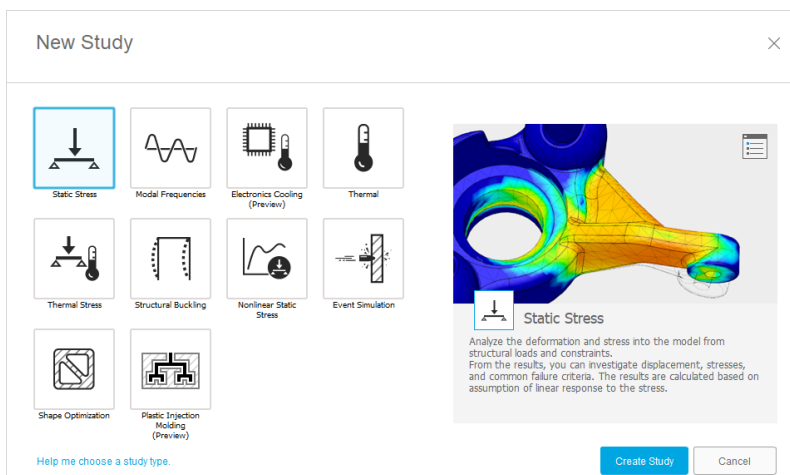 New Study
Static Stress
Modal Frequencies
Electronics Cooling
(Preview)
Thermal
Thermal Stress
Structural Buckling
Nonlinear Static
Stress
Event Simulation
Shape Optimization
Plastic Injection
Molding
(Preview)
Static Stress
Analyze the deformation and stress into the model from
structural loads and constraints.
From the results, you can investigate displacement, stresses,
and common failure criteria. The results are calculated based on
assumption of linear response to the stress.
Help me choose a study type.
Create Study
Cancel